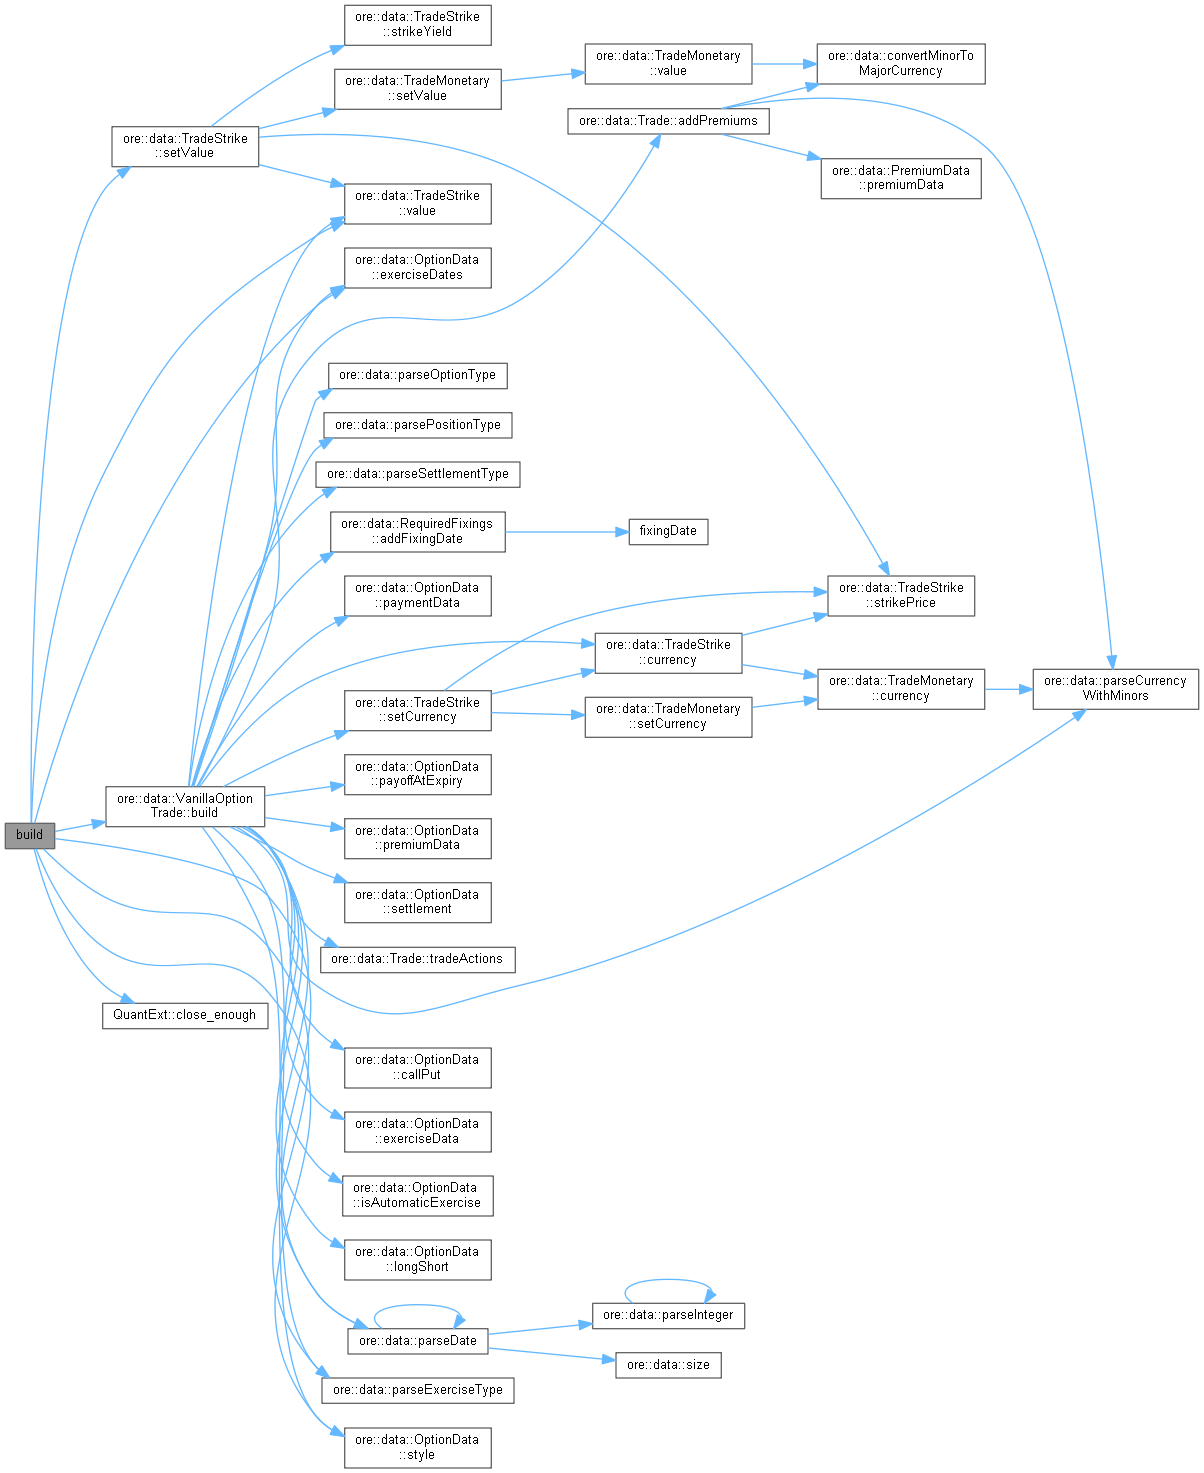 ore::data::TradeStrike
::strikeYield
ore::data::TradeMonetary
::value
ore::data::convertMinorTo
MajorCurrency
ore::data::TradeMonetary
::setValue
ore::data::Trade::addPremiums
ore::data::TradeStrike
::setValue
ore::data::PremiumData
::premiumData
ore::data::TradeStrike
::value
ore::data::OptionData
::exerciseDates
ore::data::parseOptionType
ore::data::parsePositionType
ore::data::parseSettlementType
ore::data::RequiredFixings
::addFixingDate
fixingDate
ore::data::OptionData
::paymentData
ore::data::TradeStrike
::strikePrice
ore::data::TradeStrike
::currency
ore::data::TradeMonetary
::currency
ore::data::parseCurrency
WithMinors
ore::data::TradeStrike
::setCurrency
ore::data::TradeMonetary
::setCurrency
ore::data::OptionData
::payoffAtExpiry
ore::data::VanillaOption
Trade::build
build
ore::data::OptionData
::premiumData
ore::data::OptionData
::settlement
ore::data::Trade::tradeActions
QuantExt::close_enough
ore::data::OptionData
::callPut
ore::data::OptionData
::exerciseData
ore::data::OptionData
::isAutomaticExercise
ore::data::OptionData
::longShort
ore::data::parseInteger
ore::data::parseDate
ore::data::size
ore::data::parseExerciseType
ore::data::OptionData
::style